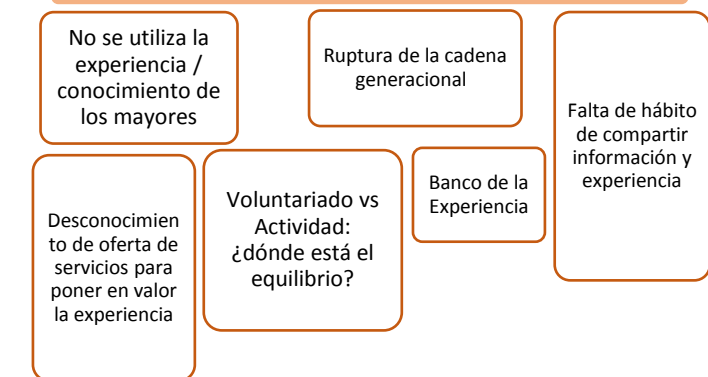 No se utiliza la
experiencia /
conocimiento de
los mayores
Ruptura de la cadena
generacional
Falta de hábito
de compartir
información y
experiencia
Desconocimien
to de oferta de
servicios para
poner en valor
la experiencia
Voluntariado vs
Actividad:
¿dónde está el
equilibrio?
Banco de la
Experiencia